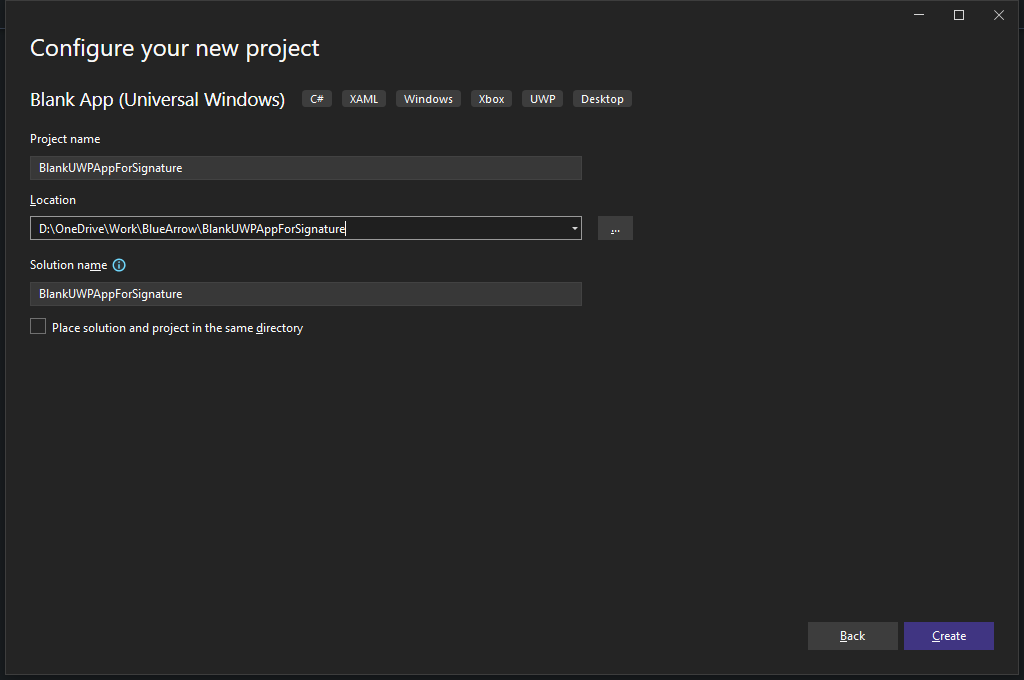 Configure your new project
Blank App (Universal Windows) C# XAML Windows Xbox UWP Desktop
Project name
BlankUWPAppForSignature
Location
D:\OneDrive\Work\BlueArrow\BlankUWPAppForSignature
...
Solution name
BlankUWPAppForSignature
Place solution and project in the same directory
Back Create